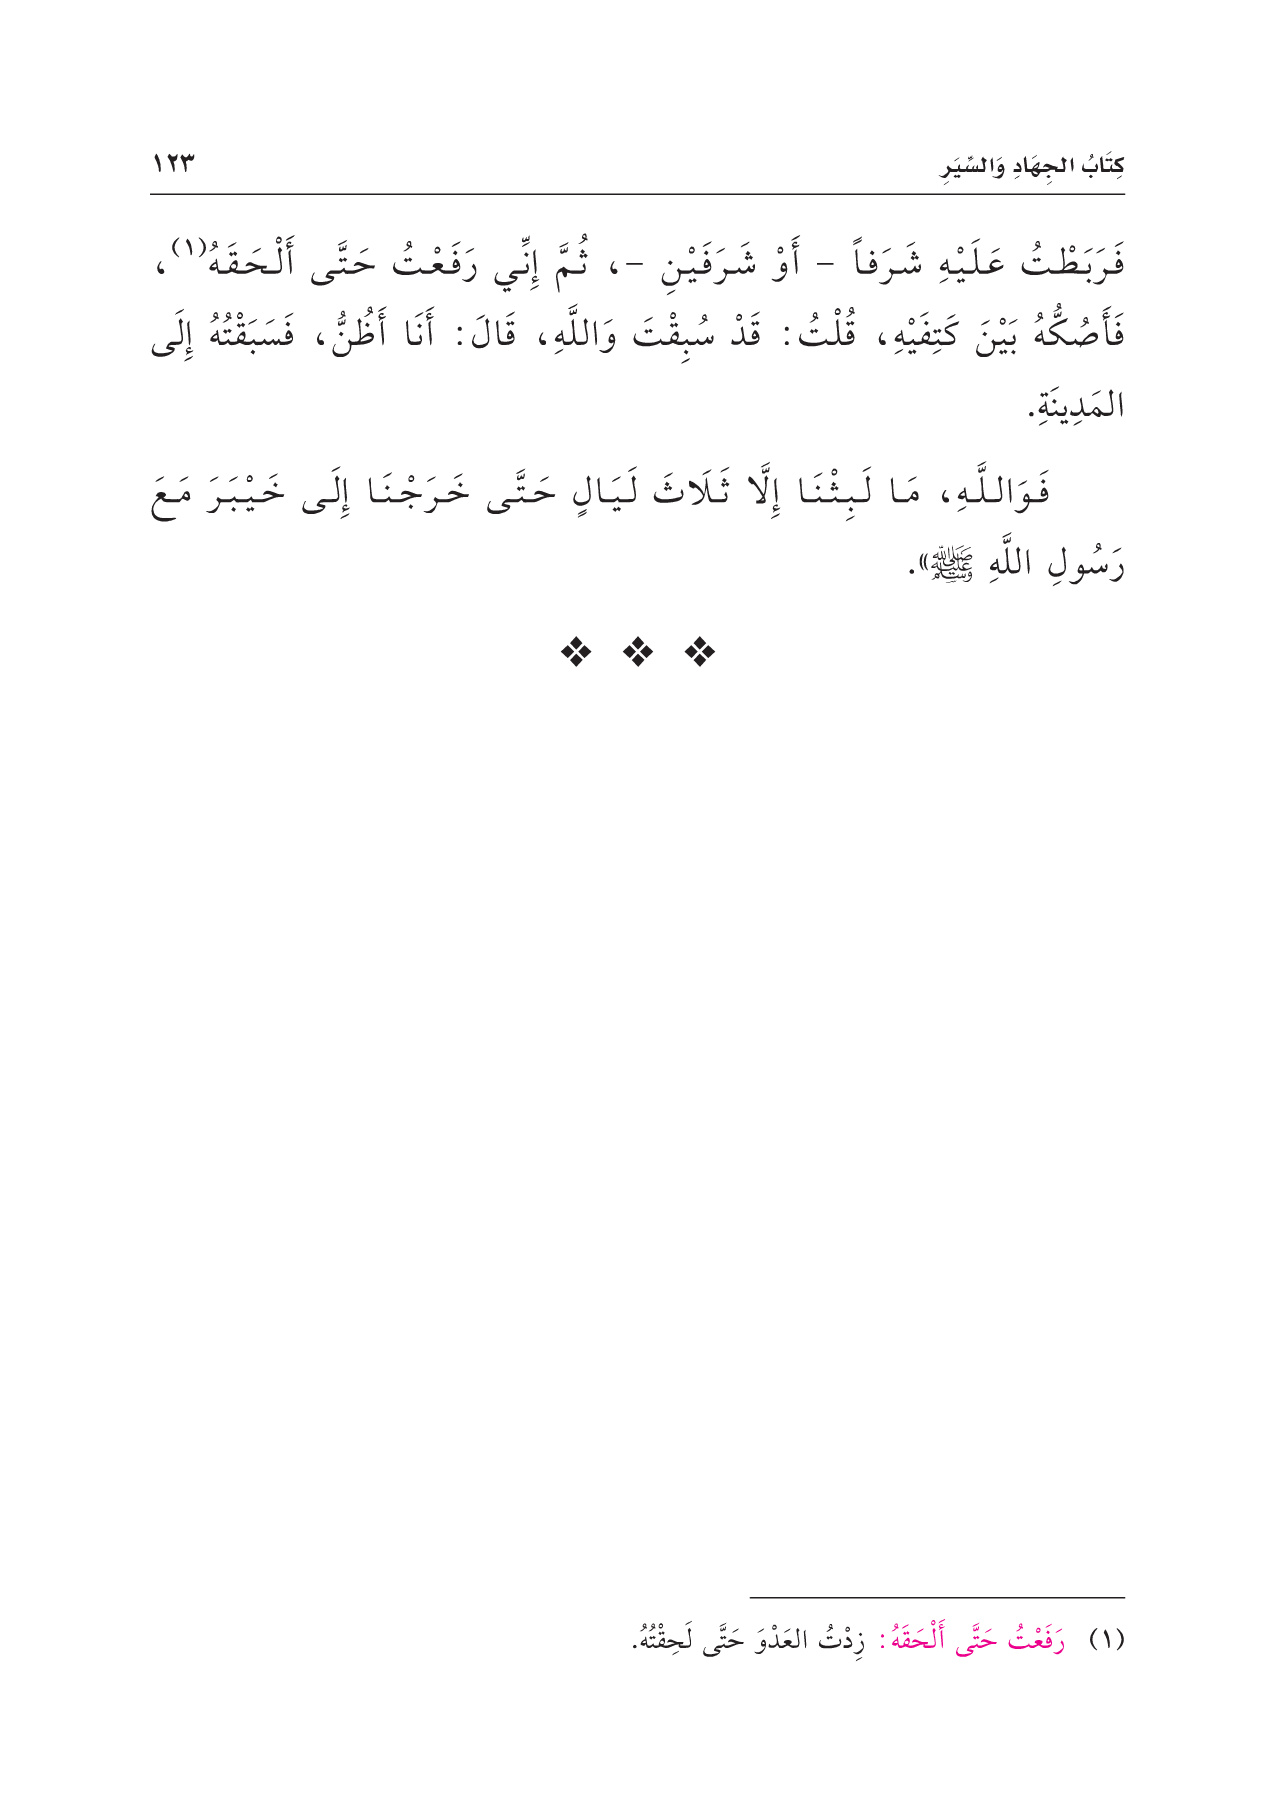 كِتَابُ الجِهَادِ وَالسِّيَرِ ١٢٣
فَرَبَطْتُ عَلَيْهِ شَرَفاً – أَوْ شَرَفَيْنِ –، ثُمَّ إِنِّي رَفَعْتُ حَتَّى أَلْحَقَهُ(١)،
فَأَصُكُّهُ بَيْنَ كَتِفَيْهِ، قُلْتُ: قَدْ سُبِقْتَ وَاللَّهِ، قَالَ: أَنَا أَظُنُّ، فَسَبَقْتُهُ إِلَى
المَدِينَةِ.
فَوَاللَّهِ، مَا لَبِثْنَا إِلَّا ثَلَاثَ لَيَالٍ حَتَّى خَرَجْنَا إِلَى خَيْبَرَ مَعَ
رَسُولِ اللَّهِ ﷺ».
(١) رَفَعْتُ حَتَّى أَلْحَقَهُ: زِدْتُ العَدْوَ حَتَّى لَحِقْتُهُ.